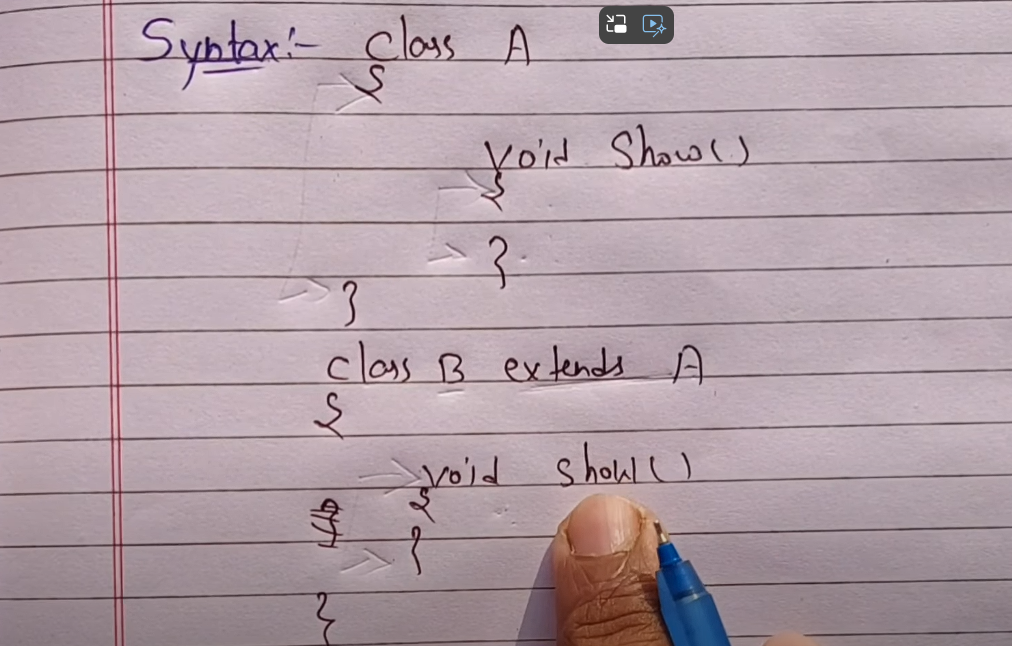 Syntax:- Class A
{
void Show()
{
}
}
class B extends A
{
void show()
{
}
}